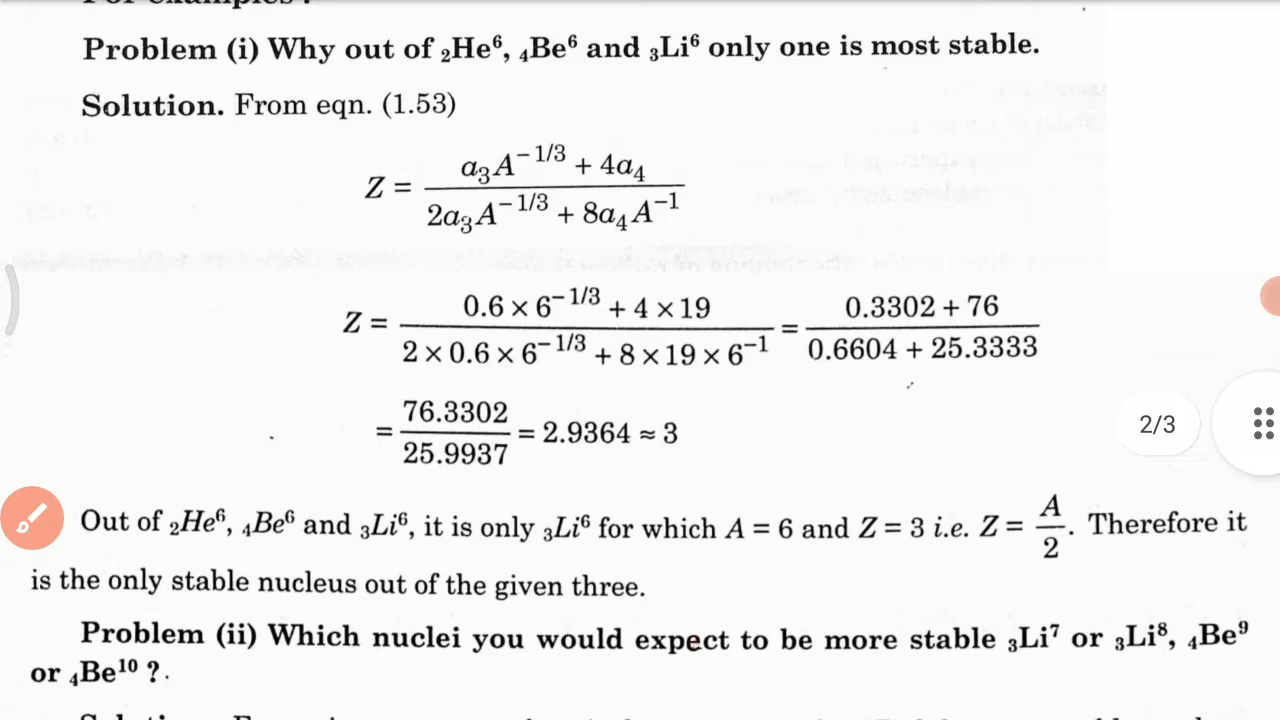 For examples :
Problem (i) Why out of ₂He⁶, ₄Be⁶ and ₃Li⁶ only one is most stable.
Solution. From eqn. (1.53)
Z = (a₃A^(−1/3) + 4a₄) / (2a₃A^(−1/3) + 8a₄A^(−1))
Z = (0.6 × 6^(−1/3) + 4 × 19) / (2 × 0.6 × 6^(−1/3) + 8 × 19 × 6^(−1)) = (0.3302 + 76) / (0.6604 + 25.3333)
= 76.3302 / 25.9937 = 2.9364 ≈ 3
2/3
Out of ₂He⁶, ₄Be⁶ and ₃Li⁶, it is only ₃Li⁶ for which A = 6 and Z = 3 i.e. Z = A/2. Therefore it
is the only stable nucleus out of the given three.
Problem (ii) Which nuclei you would expect to be more stable ₃Li⁷ or ₃Li⁸, ₄Be⁹
or ₄Be¹⁰ ?.